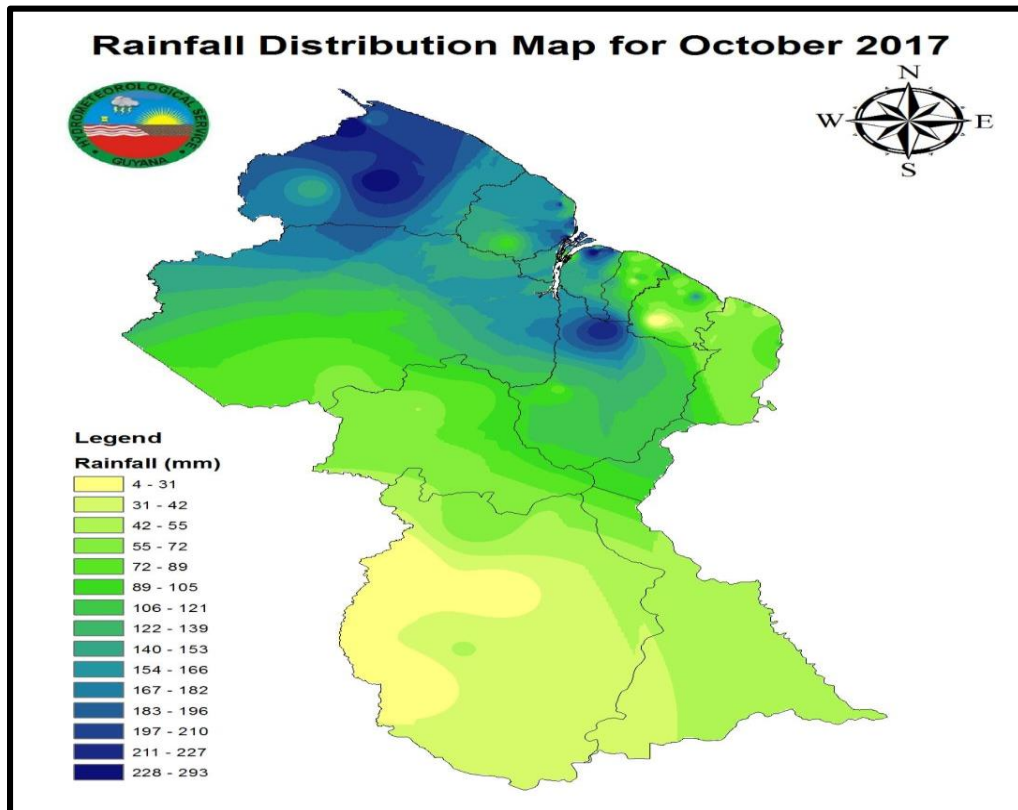 Rainfall Distribution Map for October 2017
HYDROMETEOROLOGICAL SERVICE
GUYANA
N
W
E
S
Legend
Rainfall (mm)
4 - 31
31 - 42
42 - 55
55 - 72
72 - 89
89 - 105
106 - 121
122 - 139
140 - 153
154 - 166
167 - 182
183 - 196
197 - 210
211 - 227
228 - 293